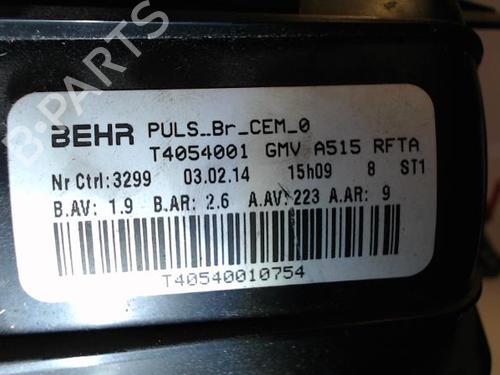 BEHR PULS_Br_CEM_0
T4054001 GMV A515 RFTA
Nr Ctrl:3299 03.02.14 15h09 8 ST1
B.AV: 1.9 B.AR: 2.6 A.AV: 223 A.AR: 9
T40540010754
B-PARTS